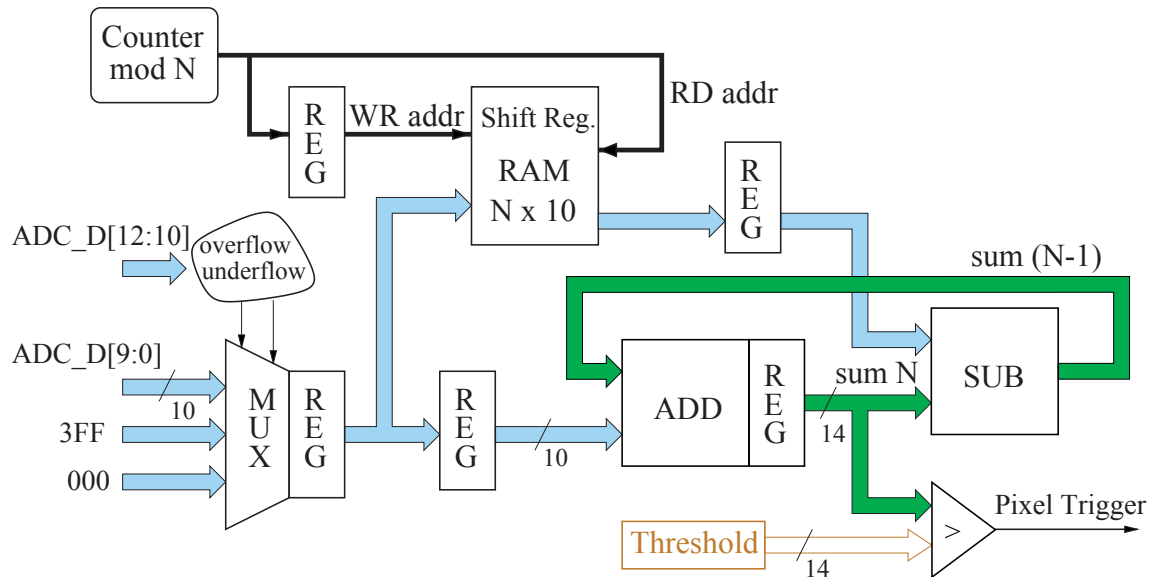 Counter
mod N
REG
WR addr
Shift Reg.
RAM
N x 10
RD addr
REG
ADC_D[12:10]
overflow
underflow
sum (N-1)
ADC_D[9:0]
10
3FF
000
MUX
REG
REG
10
ADD
REG
sum N
14
SUB
Threshold
14
>
Pixel Trigger